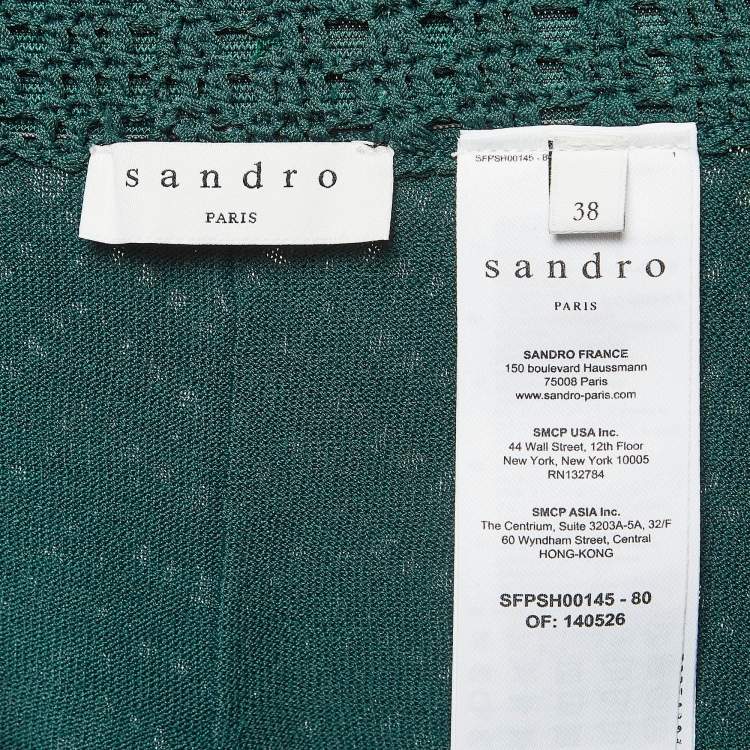 sandro
PARIS
SFPSH00145 - 8
1
38
sandro
PARIS
SANDRO FRANCE
150 boulevard Haussmann
75008 Paris
www.sandro-paris.com
SMCP USA Inc.
44 Wall Street, 12th Floor
New York, New York 10005
RN132784
SMCP ASIA Inc.
The Centrium, Suite 3203A-5A, 32/F
60 Wyndham Street, Central
HONG-KONG
SFPSH00145 - 80
OF: 140526